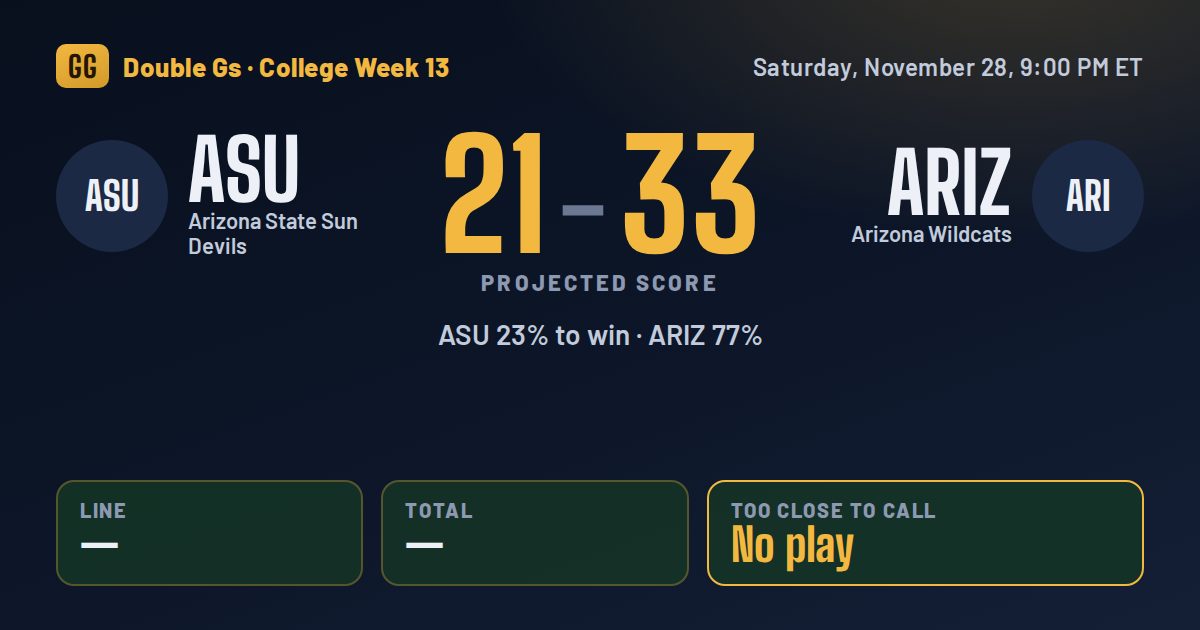 GG
Double Gs · College Week 13
Saturday, November 28, 9:00 PM ET
ASU
ASU
Arizona State Sun
Devils
21 – 33
PROJECTED SCORE
ASU 23% to win · ARIZ 77%
ARIZ
Arizona Wildcats
ARI
LINE
—
TOTAL
—
TOO CLOSE TO CALL
No play